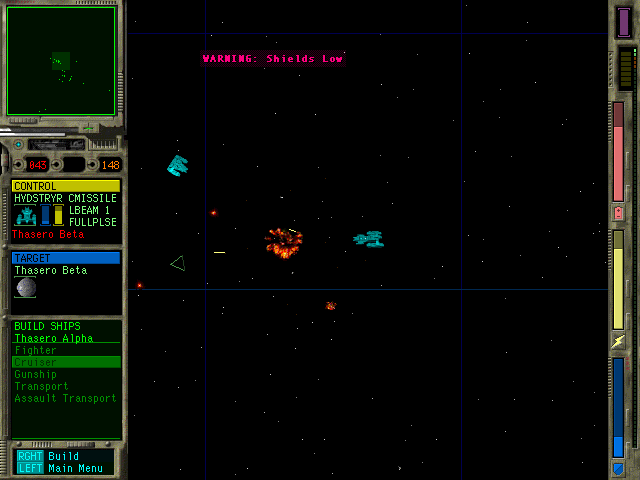 WARNING: Shields Low
043 148
CONTROL
HVDSTRYR CMISSILE
LBEAM 1
FULLPLSE
Thasero Beta
TARGET
Thasero Beta
BUILD SHIPS
Thasero Alpha
Fighter
Cruiser
Gunship
Transport
Assault Transport
RGHT Build
LEFT Main Menu